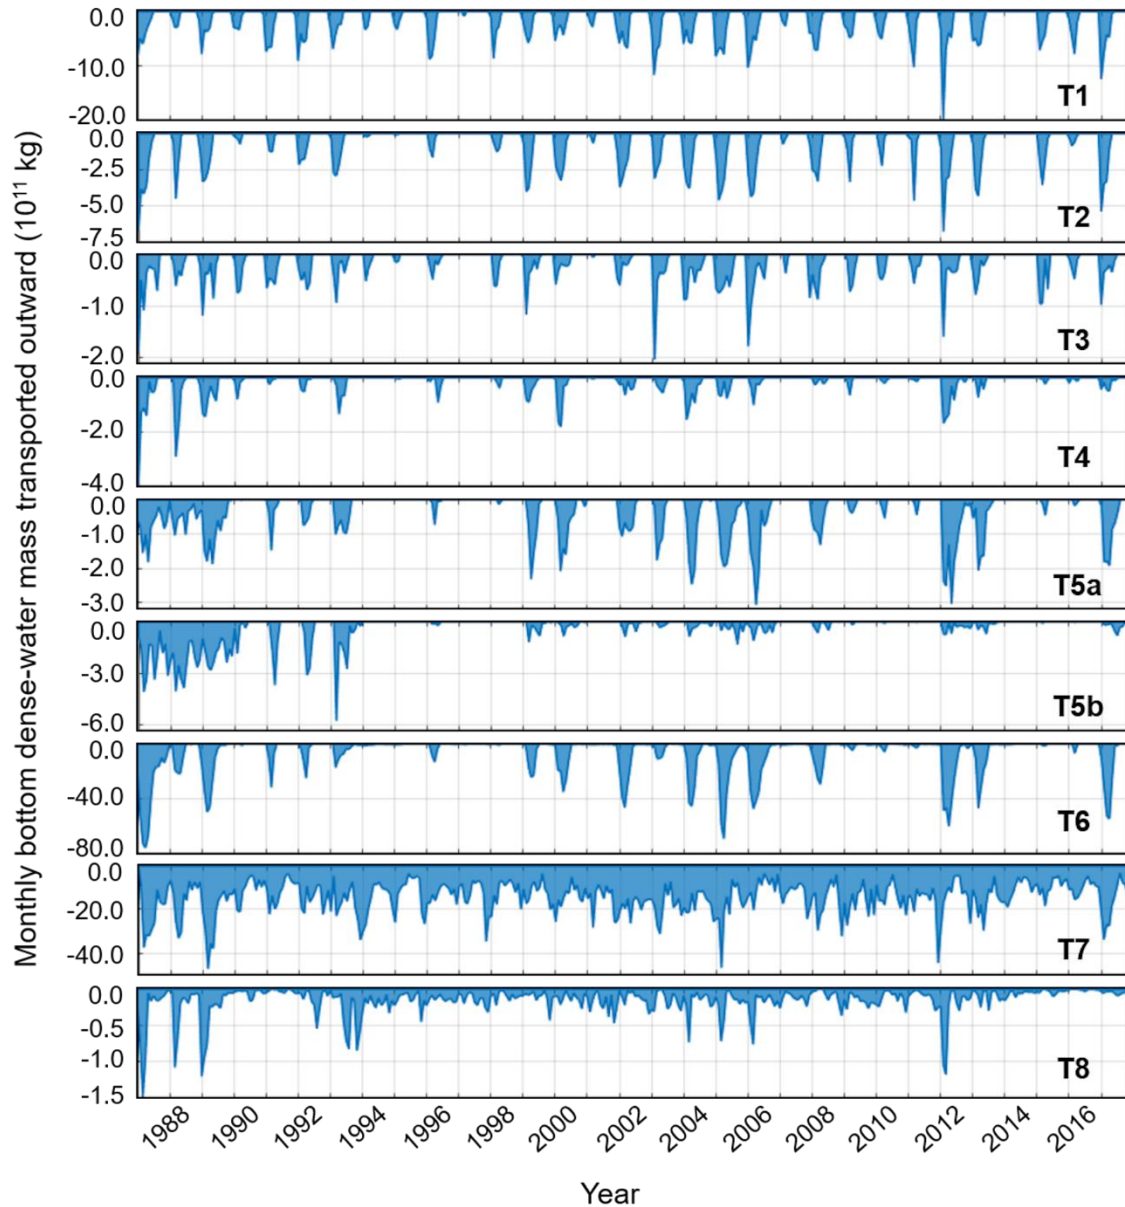 Monthly bottom dense-water mass transported outward (10¹¹ kg)
0.0
-10.0
-20.0
T1
0.0
-2.5
-5.0
-7.5
T2
0.0
-1.0
-2.0
T3
0.0
-2.0
-4.0
T4
0.0
-1.0
-2.0
-3.0
T5a
0.0
-3.0
-6.0
T5b
0.0
-40.0
-80.0
T6
0.0
-20.0
-40.0
T7
0.0
-0.5
-1.0
-1.5
T8
1988 1990 1992 1994 1996 1998 2000 2002 2004 2006 2008 2010 2012 2014 2016
Year